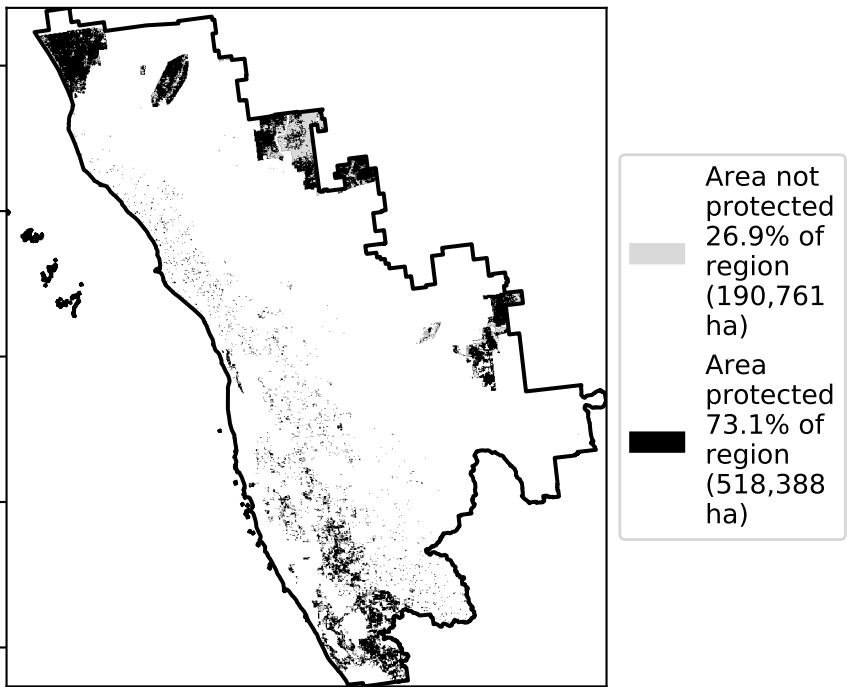 Area not
protected
26.9% of
region
(190,761
ha)
Area
protected
73.1% of
region
(518,388
ha)